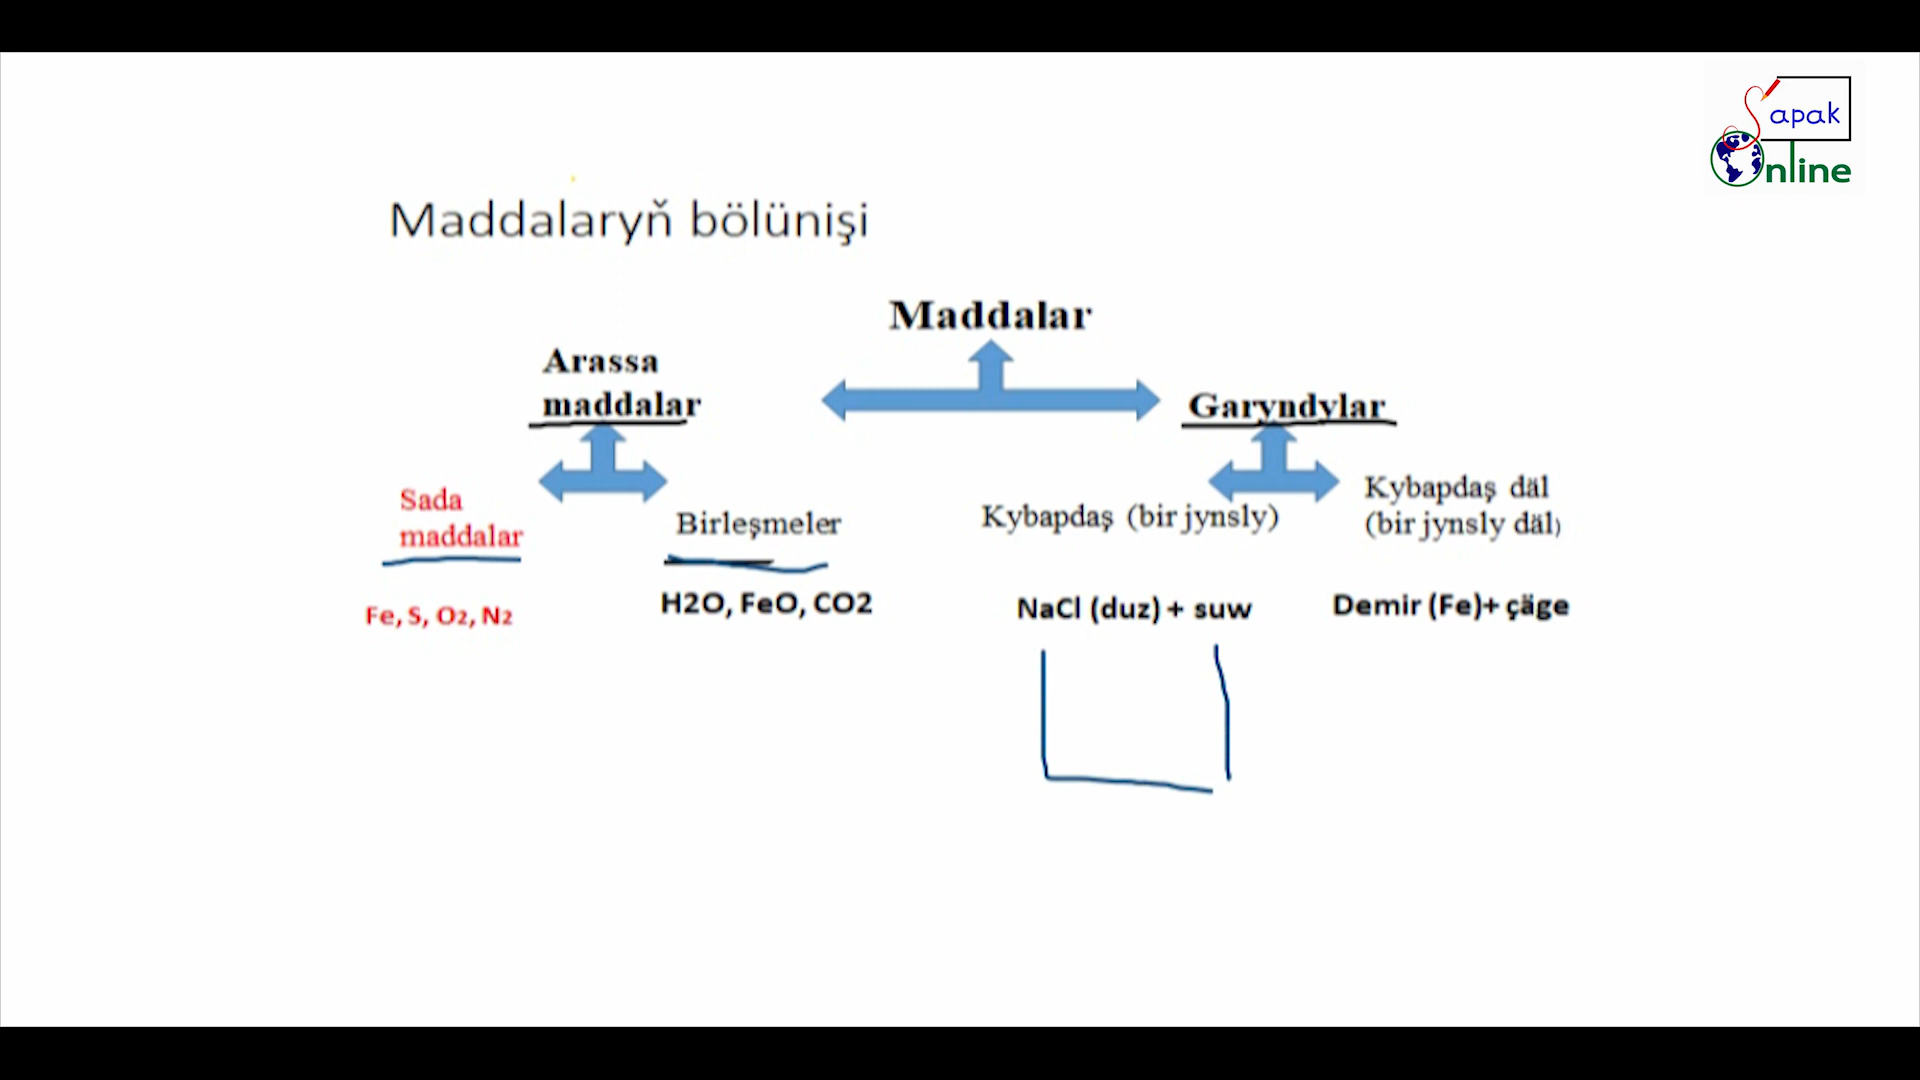 Sapak
Online
Maddalaryň bölünişi
Maddalar
Arassa
maddalar
Garyndylar
Sada
maddalar
Birleşmeler
Kybapdaş (bir jynsly)
Kybapdaş däl
(bir jynsly däl)
Fe, S, O2, N2
H2O, FeO, CO2
NaCl (duz) + suw
Demir (Fe)+ çäge